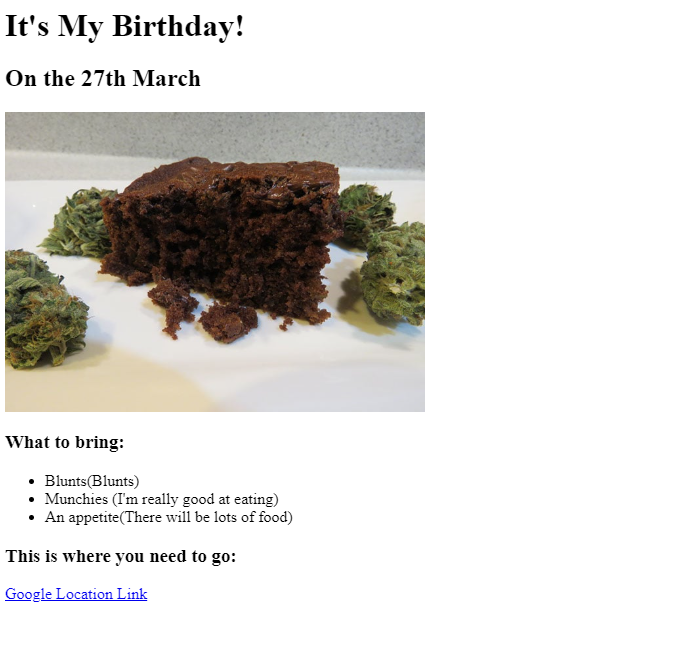 It's My Birthday!
On the 27th March
What to bring:
Blunts(Blunts)
Munchies (I'm really good at eating)
An appetite(There will be lots of food)
This is where you need to go:
Google Location Link